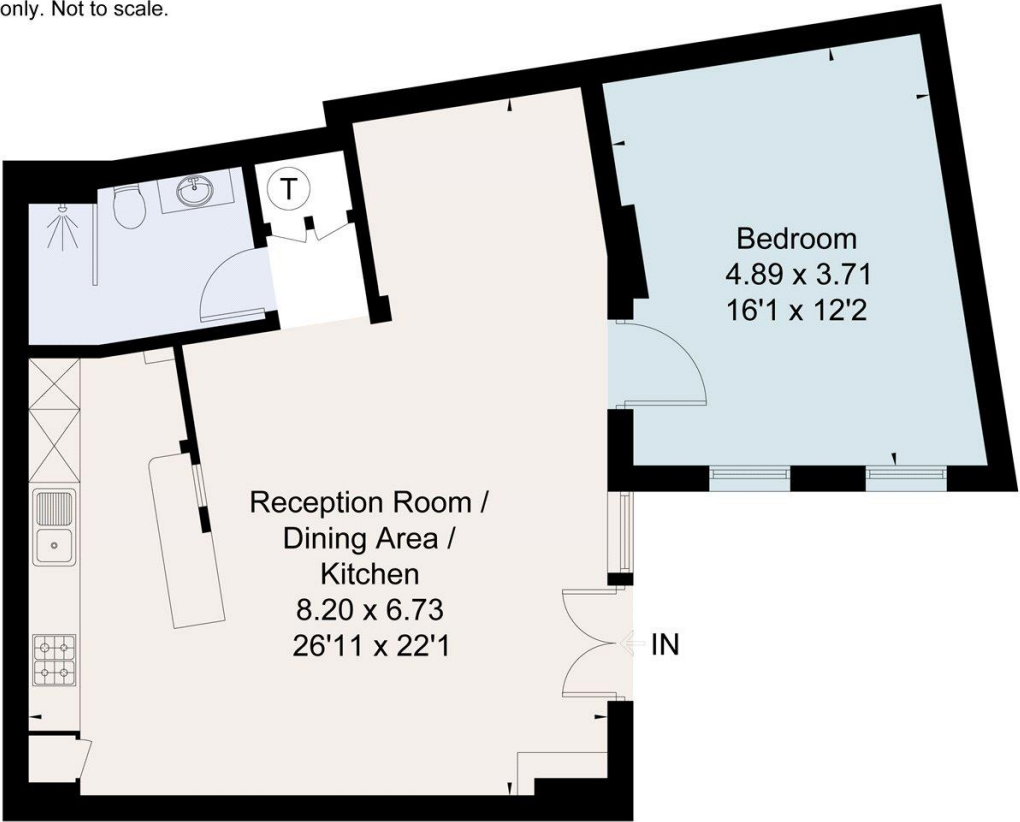 only. Not to scale.
T
Bedroom
4.89 x 3.71
16'1 x 12'2
Reception Room /
Dining Area /
Kitchen
8.20 x 6.73
26'11 x 22'1
IN